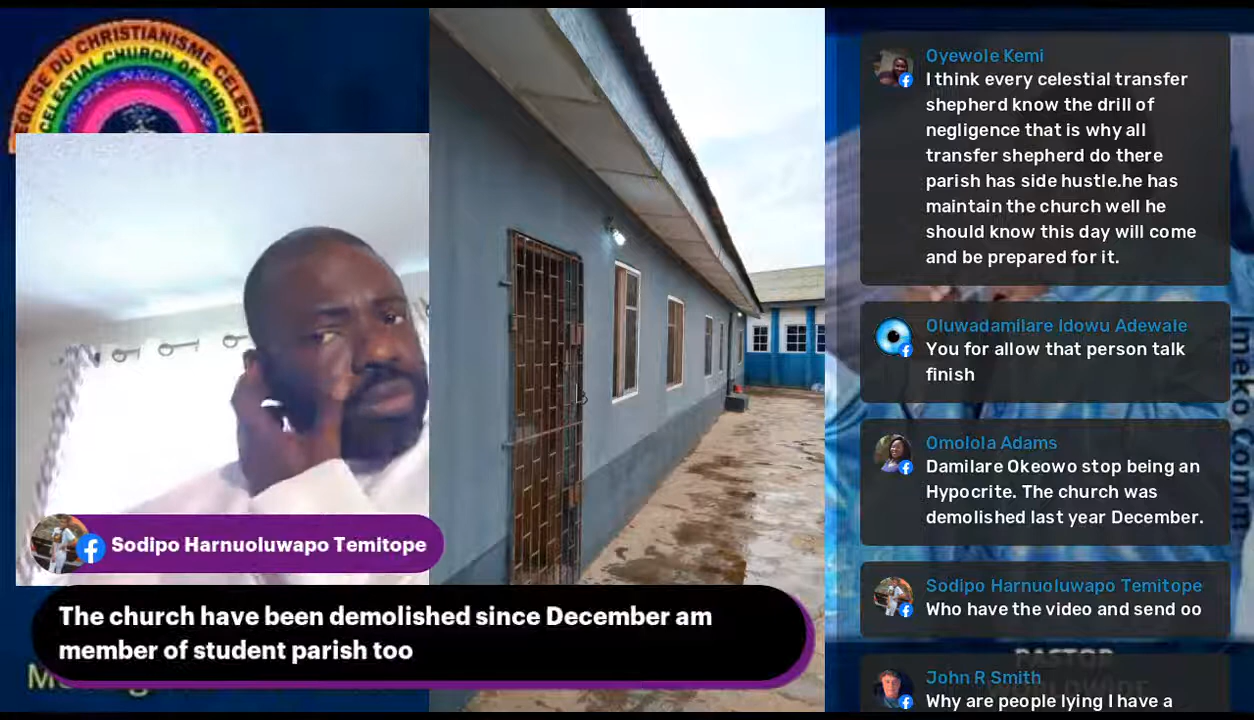 EGLISE DU CHRISTIANISME CELESTE
CELESTIAL CHURCH OF CHRIST
Sodipo Harnuoluwapo Temitope
The church have been demolished since December am
member of student parish too
Oyewole Kemi
I think every celestial transfer
shepherd know the drill of
negligence that is why all
transfer shepherd do there
parish has side hustle.he has
maintain the church well he
should know this day will come
and be prepared for it.
Oluwadamilare Idowu Adewale
You for allow that person talk
finish
Omolola Adams
Damilare Okeowo stop being an
Hypocrite. The church was
demolished last year December.
Sodipo Harnuoluwapo Temitope
Who have the video and send oo
John R Smith
Why are people lying I have a
PASTOR
Imeko Comm